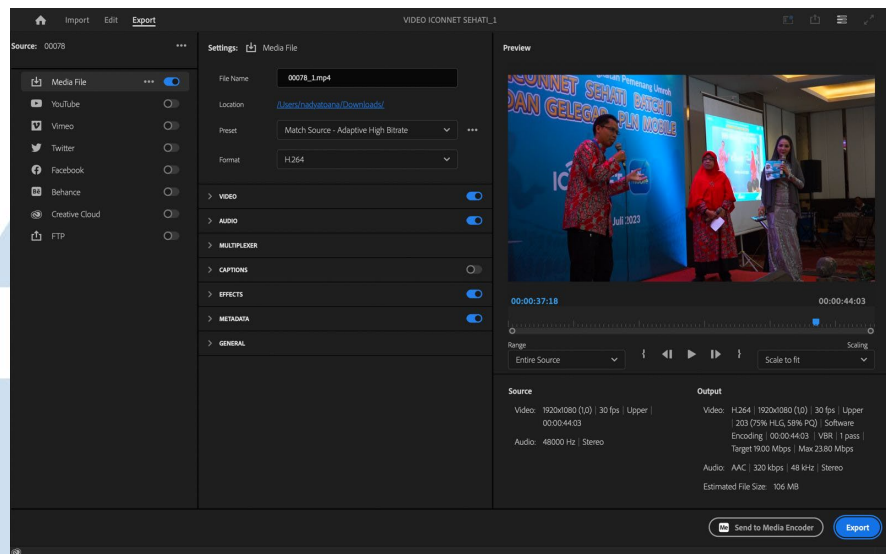 Import Edit Export
VIDEO ICONNET SEHATI_1
Source: 00078
Media File
YouTube
Vimeo
Twitter
Facebook
Behance
Creative Cloud
FTP
Settings: Media File
File Name 00078_1.mp4
Location /Users/nadyatoana/Downloads/
Preset Match Source - Adaptive High Bitrate
Format H.264
VIDEO
AUDIO
MULTIPLEXER
CAPTIONS
EFFECTS
METADATA
GENERAL
Preview
Pemenang Umroh
ICONNET SEHATI BATCH II
DAN GELEGAR PLN MOBILE
IC
Juli 2023
00:00:37:18
00:00:44:03
Range
Scaling
Entire Source
Scale to fit
Source
Video: 1920x1080 (1,0) | 30 fps | Upper |
00:00:44:03
Audio: 48000 Hz | Stereo
Output
Video: H.264 | 1920x1080 (1,0) | 30 fps | Upper
| 203 (75% HLG, 58% PQ) | Software
Encoding | 00:00:44:03 | VBR | 1 pass |
Target 19.00 Mbps | Max 23.80 Mbps
Audio: AAC | 320 kbps | 48 kHz | Stereo
Estimated File Size: 106 MB
Me Send to Media Encoder
Export